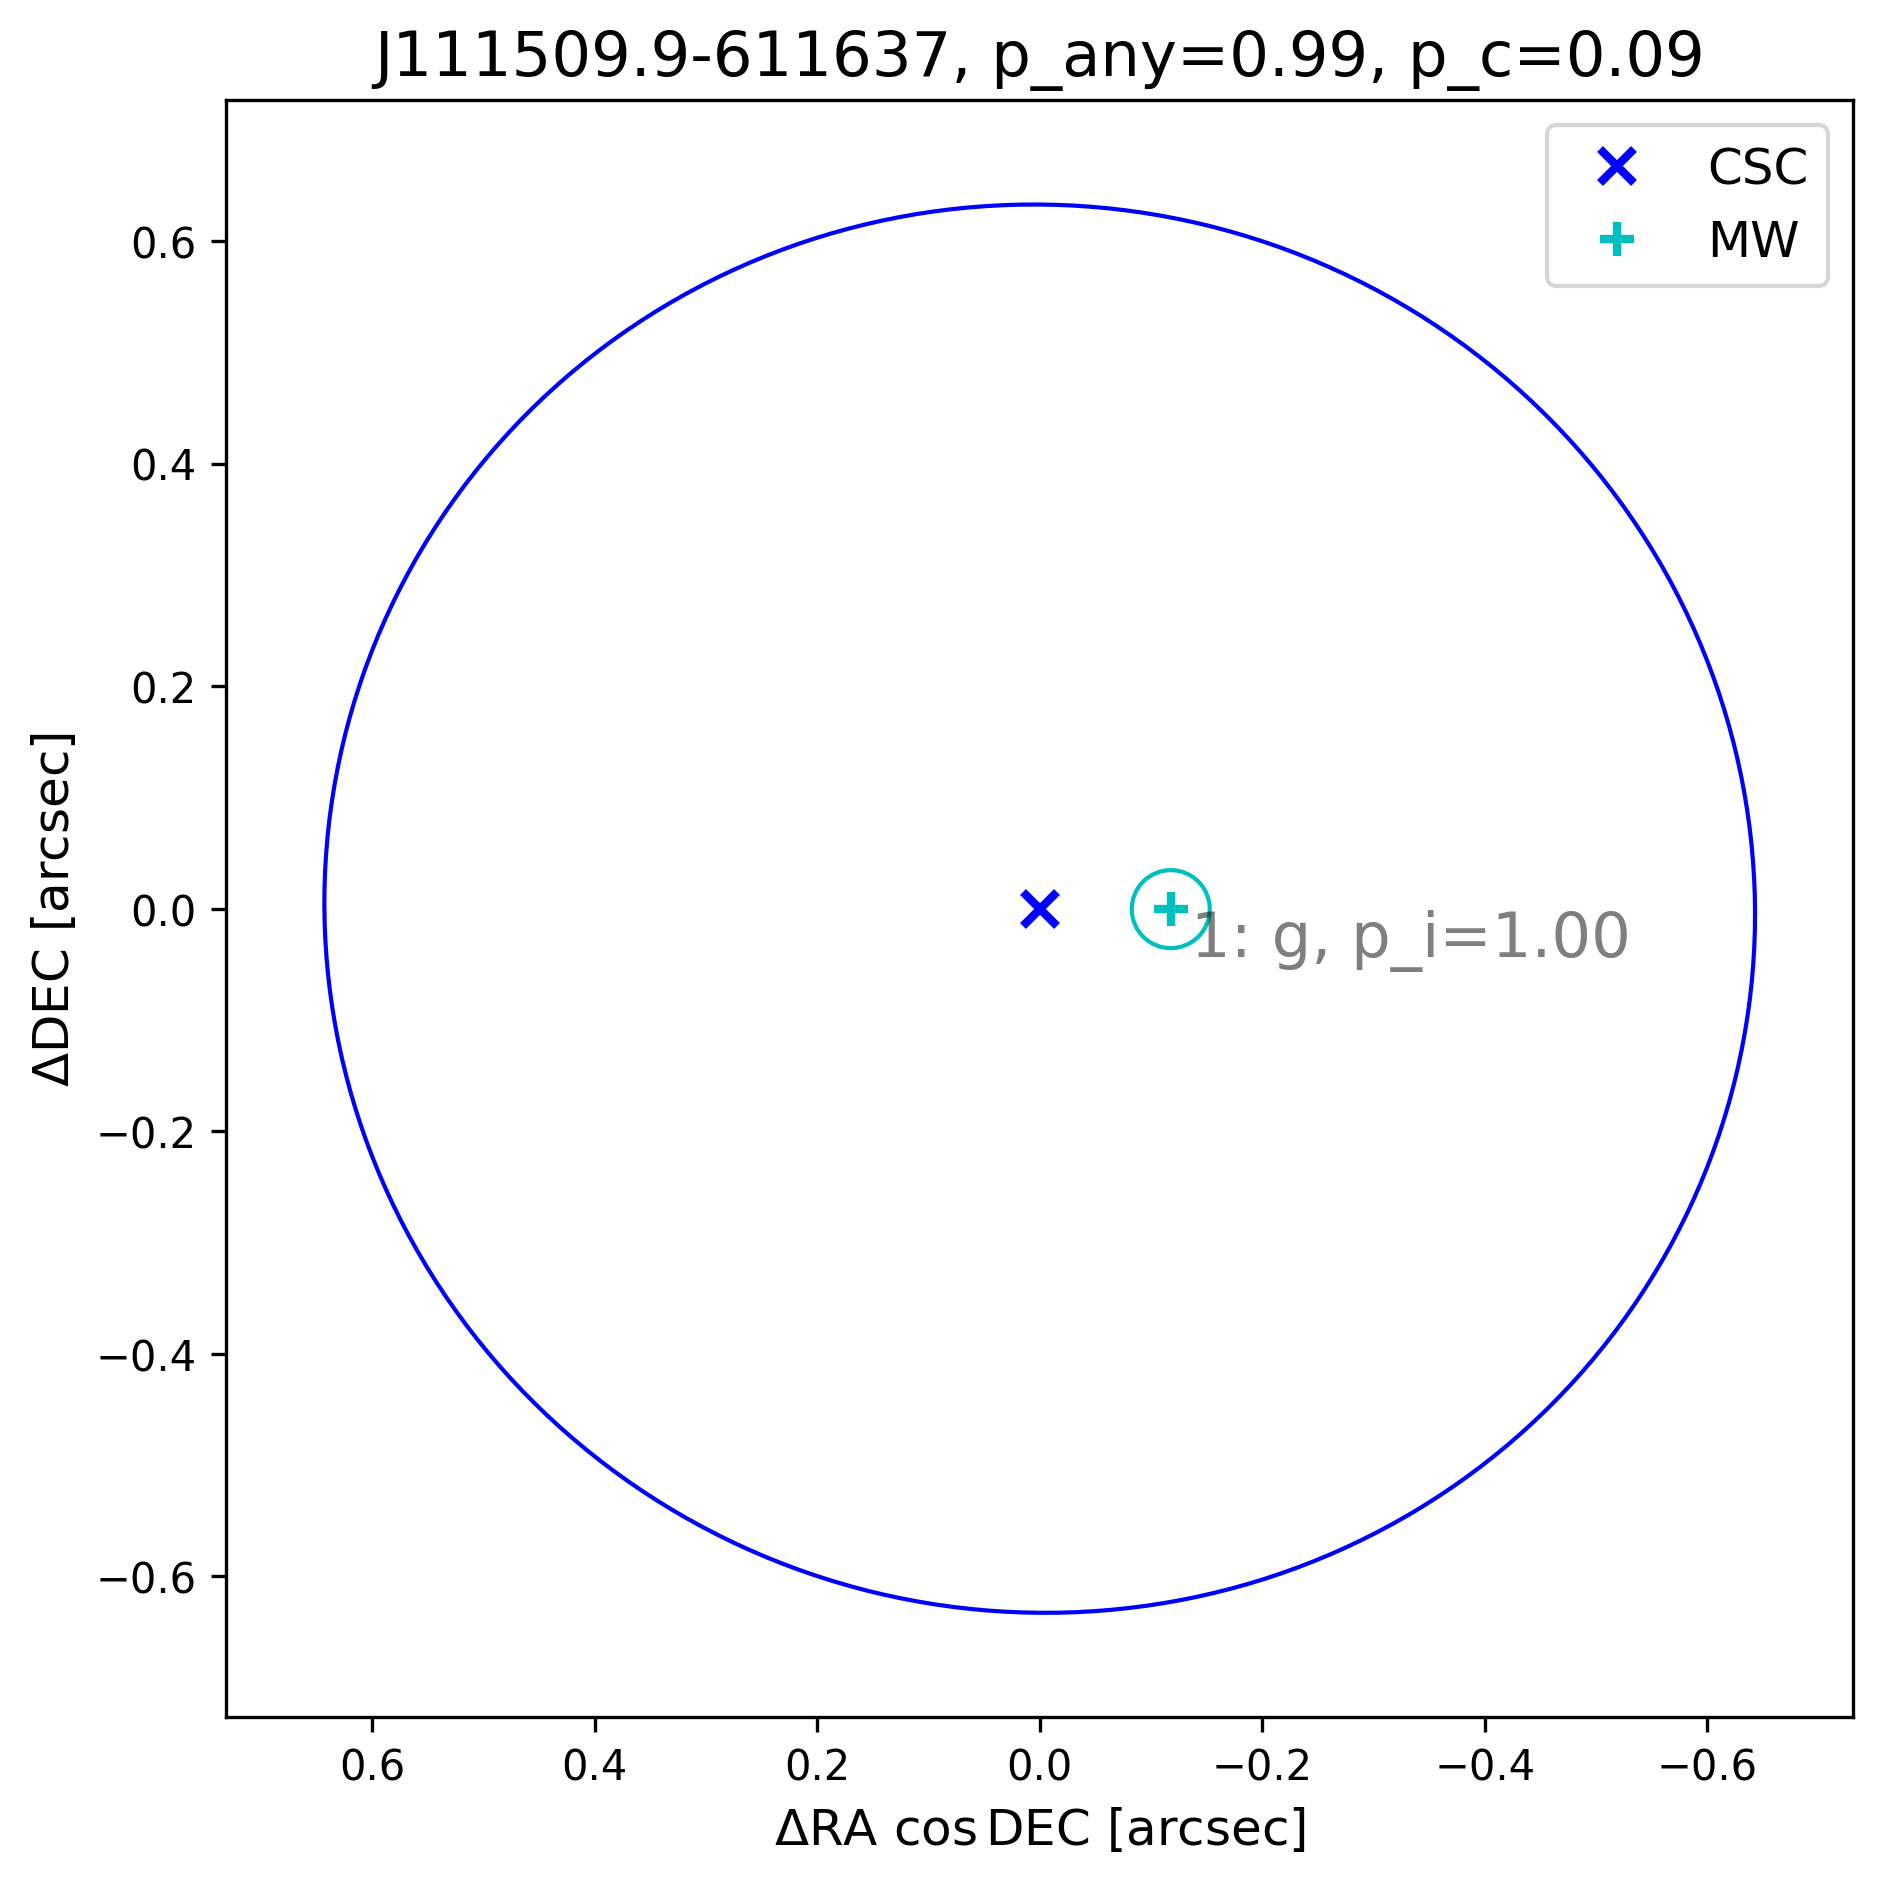 J111509.9-611637, p_any=0.99, p_c=0.09
CSC
MW
ΔDEC [arcsec]
0.6
0.4
0.2
0.0
−0.2
−0.4
−0.6
1: g, p_i=1.00
0.6 0.4 0.2 0.0 −0.2 −0.4 −0.6
ΔRA cos DEC [arcsec]